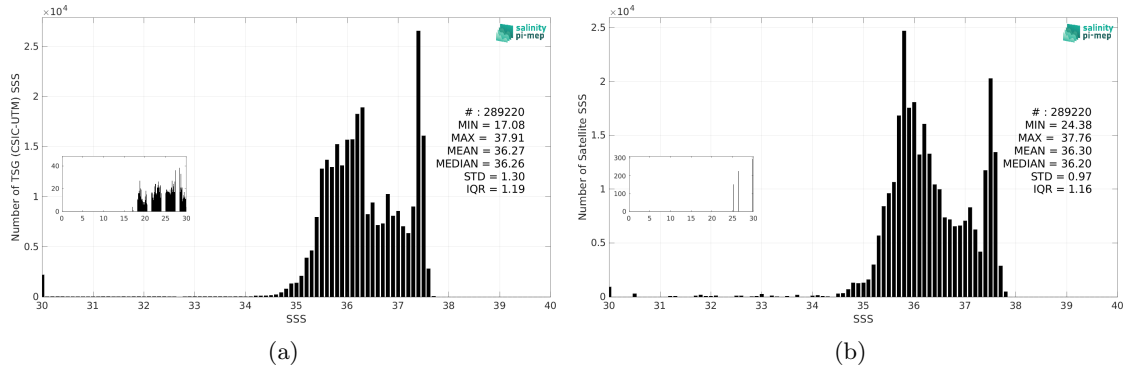 ×10⁴
2.5
2
1.5
1
0.5
0
Number of TSG (CSIC-UTM) SSS
30 31 32 33 34 35 36 37 38 39 40
SSS
salinity
pi-mep
# : 289220
MIN = 17.08
MAX = 37.91
MEAN = 36.27
MEDIAN = 36.26
STD = 1.30
IQR = 1.19
40
20
0
0 5 10 15 20 25 30
(a)
×10⁴
2.5
2
1.5
1
0.5
0
Number of Satellite SSS
30 31 32 33 34 35 36 37 38 39 40
SSS
salinity
pi-mep
# : 289220
MIN = 24.38
MAX = 37.76
MEAN = 36.30
MEDIAN = 36.20
STD = 0.97
IQR = 1.16
300
200
100
0
0 5 10 15 20 25 30
(b)